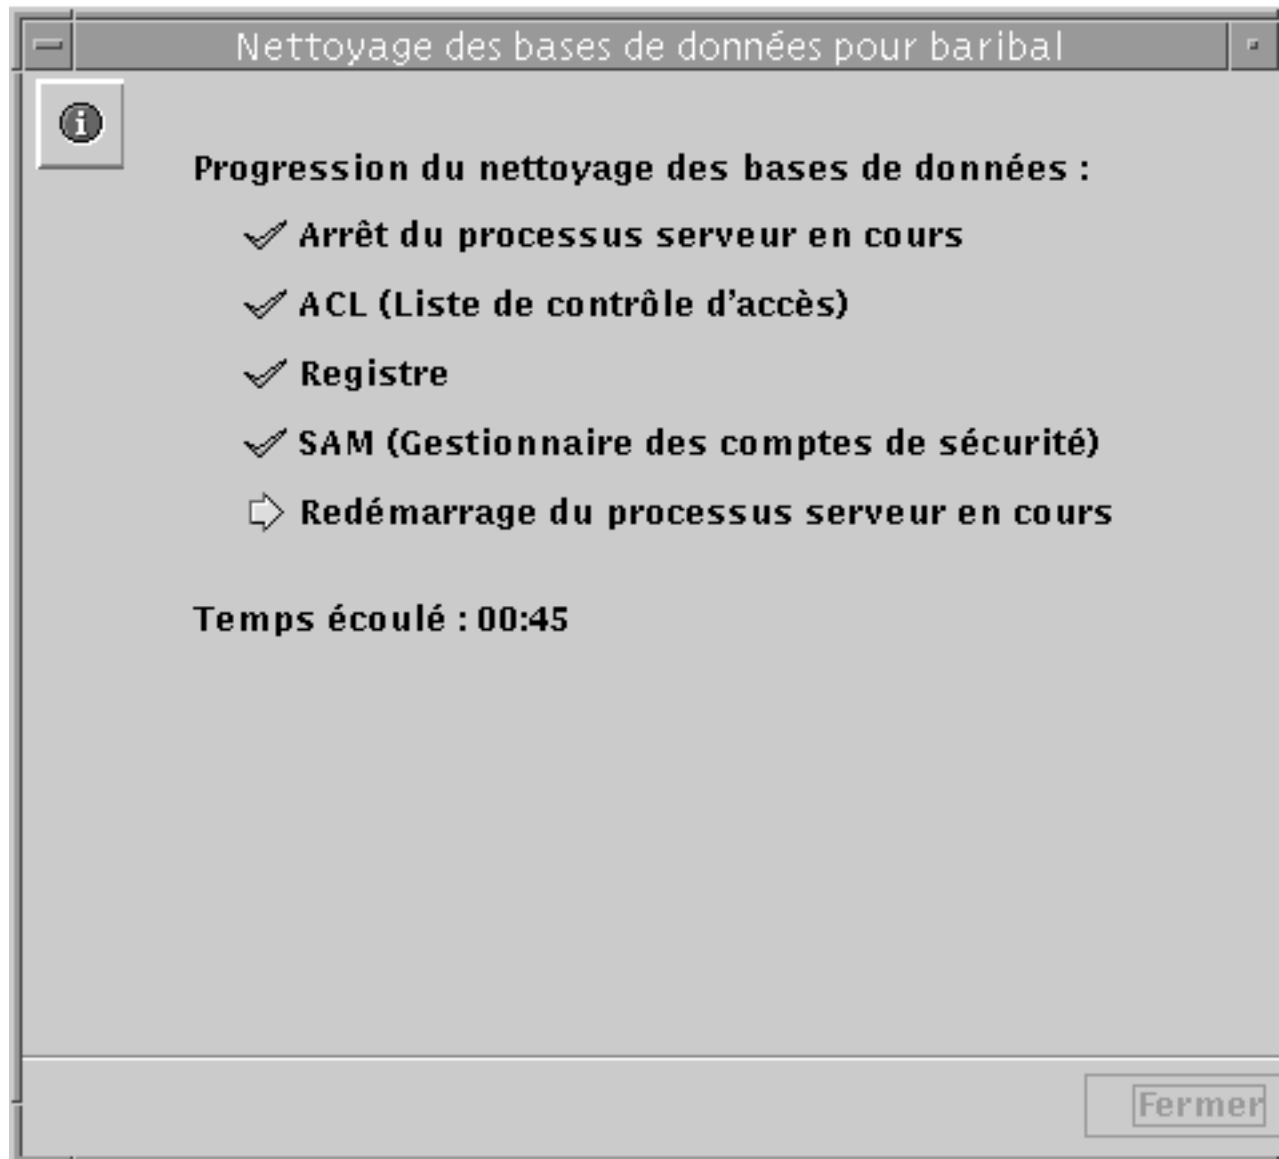 Nettoyage des bases de données pour baribal
Progression du nettoyage des bases de données :
Arrêt du processus serveur en cours
ACL (Liste de contrôle d'accès)
Registre
SAM (Gestionnaire des comptes de sécurité)
Redémarrage du processus serveur en cours
Temps écoulé : 00:45
Fermer